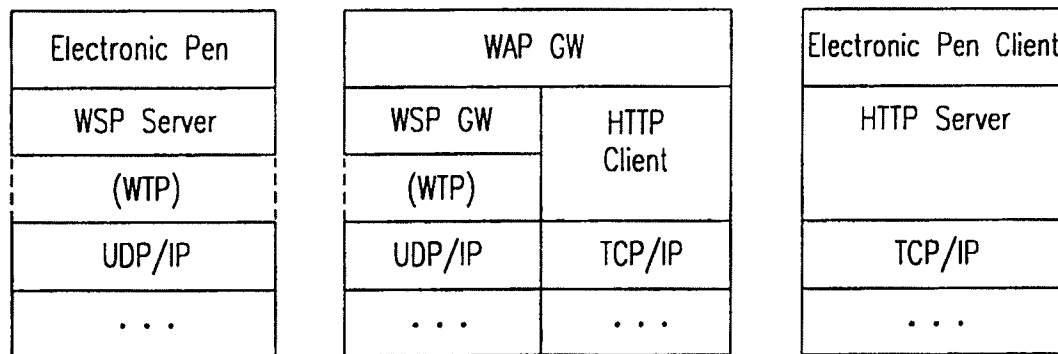 Electronic Pen
WSP Server
(WTP)
UDP/IP
...
WAP GW
WSP GW
(WTP)
UDP/IP
...
HTTP
Client
TCP/IP
...
Electronic Pen Client
HTTP Server
TCP/IP
...